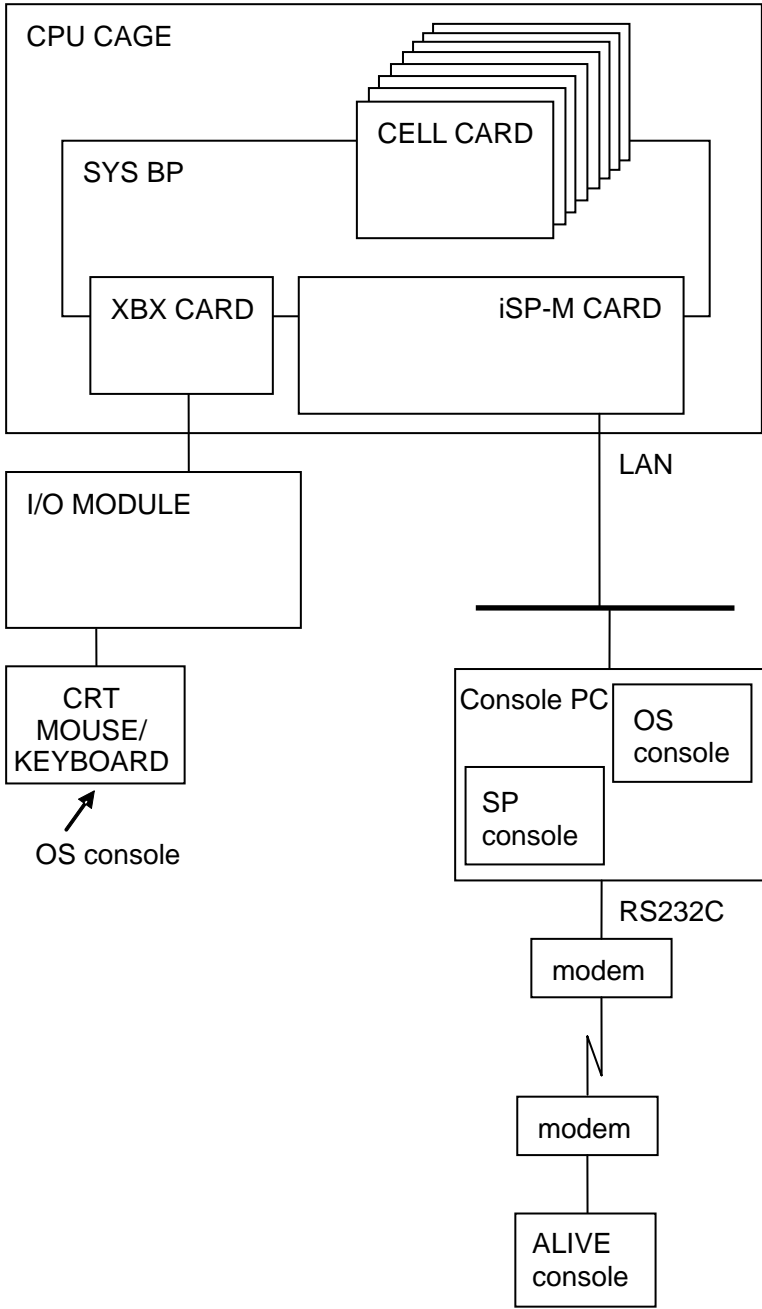 CPU CAGE
CELL CARD
SYS BP
XBX CARD
iSP-M CARD
LAN
I/O MODULE
CRT
MOUSE/
KEYBOARD
OS console
Console PC
OS
console
SP
console
RS232C
modem
modem
ALIVE
console